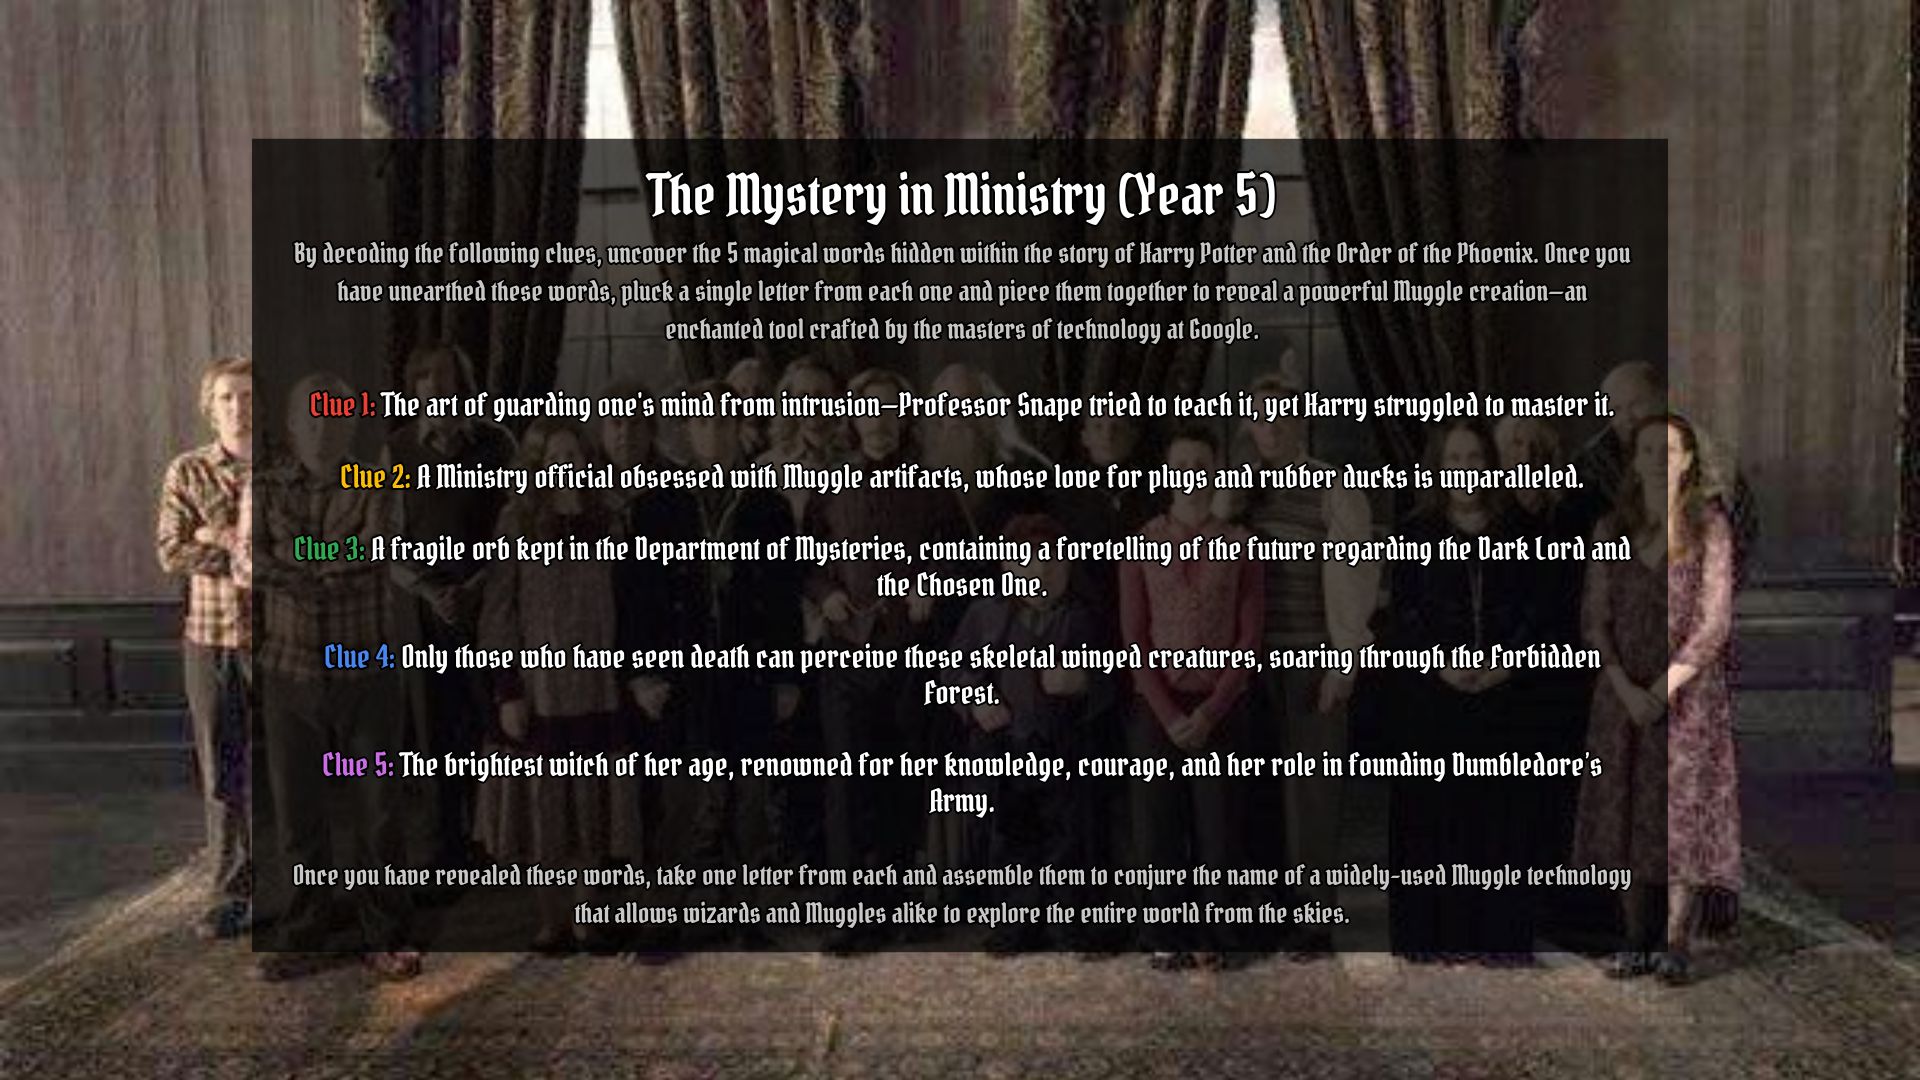 The Mystery in Ministry (Year 5)
By decoding the following clues, uncover the 5 magical words hidden within the story of Harry Potter and the Order of the Phoenix. Once you
have unearthed these words, pluck a single letter from each one and piece them together to reveal a powerful Muggle creation—an
enchanted tool crafted by the masters of technology at Google.
Clue 1: The art of guarding one's mind from intrusion—Professor Snape tried to teach it, yet Harry struggled to master it.
Clue 2: A Ministry official obsessed with Muggle artifacts, whose love for plugs and rubber ducks is unparalleled.
Clue 3: A fragile orb kept in the Department of Mysteries, containing a foretelling of the future regarding the Dark Lord and
the Chosen One.
Clue 4: Only those who have seen death can perceive these skeletal winged creatures, soaring through the Forbidden
Forest.
Clue 5: The brightest witch of her age, renowned for her knowledge, courage, and her role in founding Dumbledore's
Army.
Once you have revealed these words, take one letter from each and assemble them to conjure the name of a widely-used Muggle technology
that allows wizards and Muggles alike to explore the entire world from the skies.